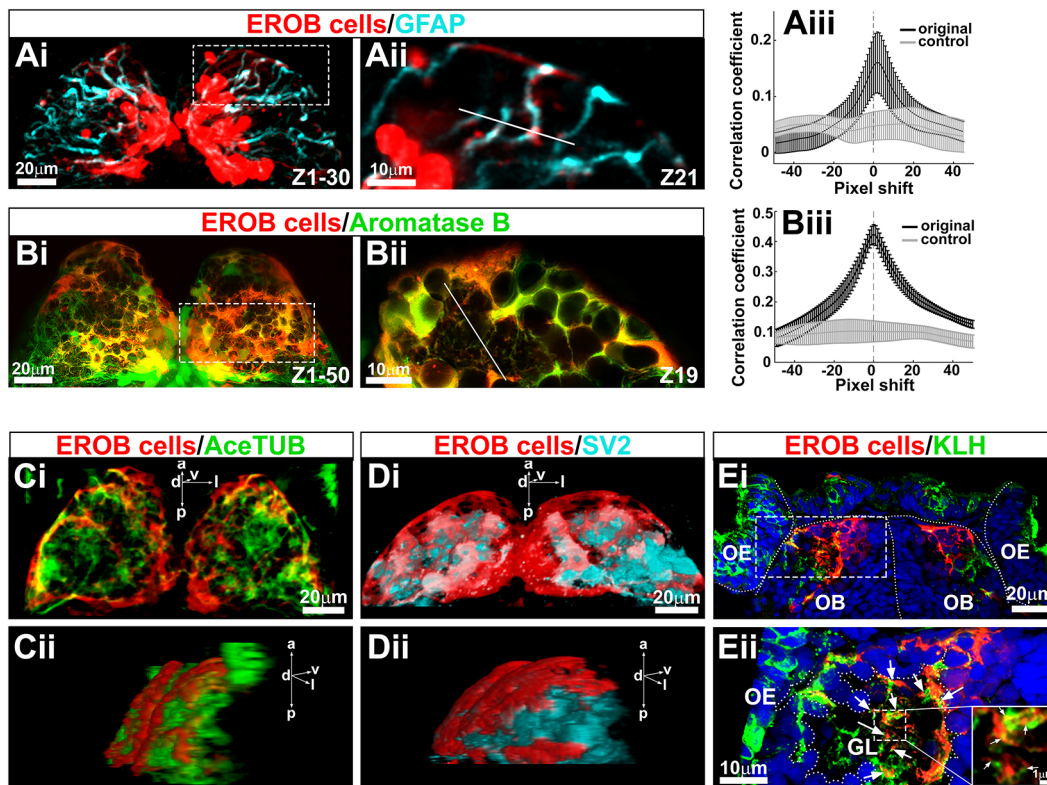 EROB cells/GFAP
Ai
20µm
Z1-30
Aii
10µm
Z21
Aiii
Correlation coefficient
0.2
0.1
0
original
control
-40 -20 0 20 40
Pixel shift
EROB cells/Aromatase B
Bi
20µm
Z1-50
Bii
10µm
Z19
Biii
Correlation coefficient
0.5
0.4
0.3
0.2
0.1
0
original
control
-40 -20 0 20 40
Pixel shift
EROB cells/AceTUB
Ci
a
v
d l
p
20µm
Cii
a
v
d
l
p
EROB cells/SV2
Di
a
v
d l
p
20µm
Dii
a
v
d
l
p
EROB cells/KLH
Ei
OE
OE
OB
OB
20µm
Eii
OE
GL
10µm
1µm